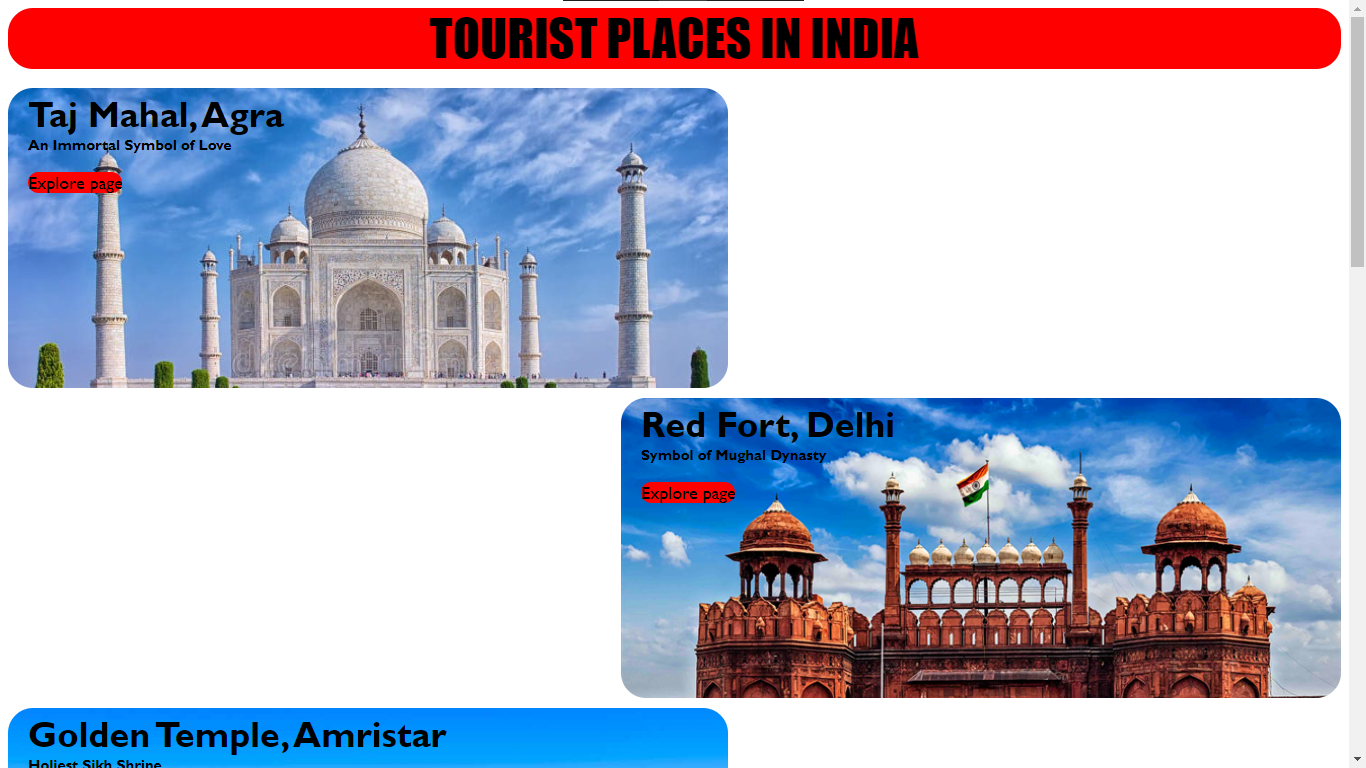 TOURIST PLACES IN INDIA
Taj Mahal, Agra
An Immortal Symbol of Love
Explore page
Red Fort, Delhi
Symbol of Mughal Dynasty
Explore page
Golden Temple, Amristar
Holiest Sikh Shrine